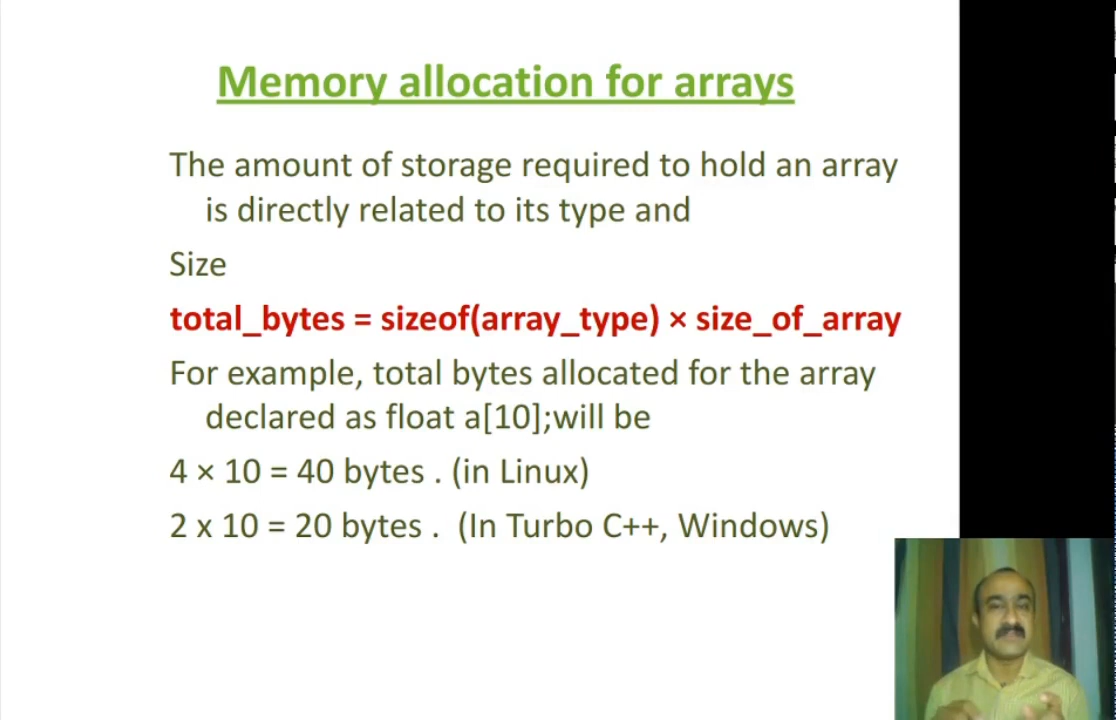 Memory allocation for arrays
The amount of storage required to hold an array
is directly related to its type and
Size
total_bytes = sizeof(array_type) × size_of_array
For example, total bytes allocated for the array
declared as float a[10];will be
4 × 10 = 40 bytes . (in Linux)
2 x 10 = 20 bytes .  (In Turbo C++, Windows)